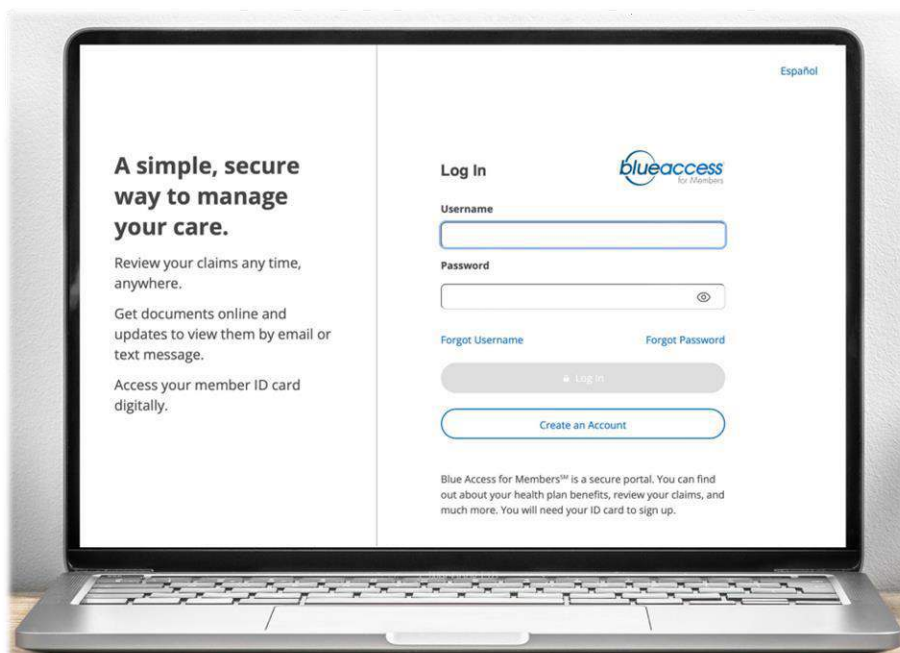 Español
A simple, secure
way to manage
your care.
Review your claims any time,
anywhere.
Get documents online and
updates to view them by email or
text message.
Access your member ID card
digitally.
Log In
blueaccess
for Members
Username
Password
Forgot Username
Forgot Password
Log in
Create an Account
Blue Access for Members℠ is a secure portal. You can find
out about your health plan benefits, review your claims, and
much more. You will need your ID card to sign up.